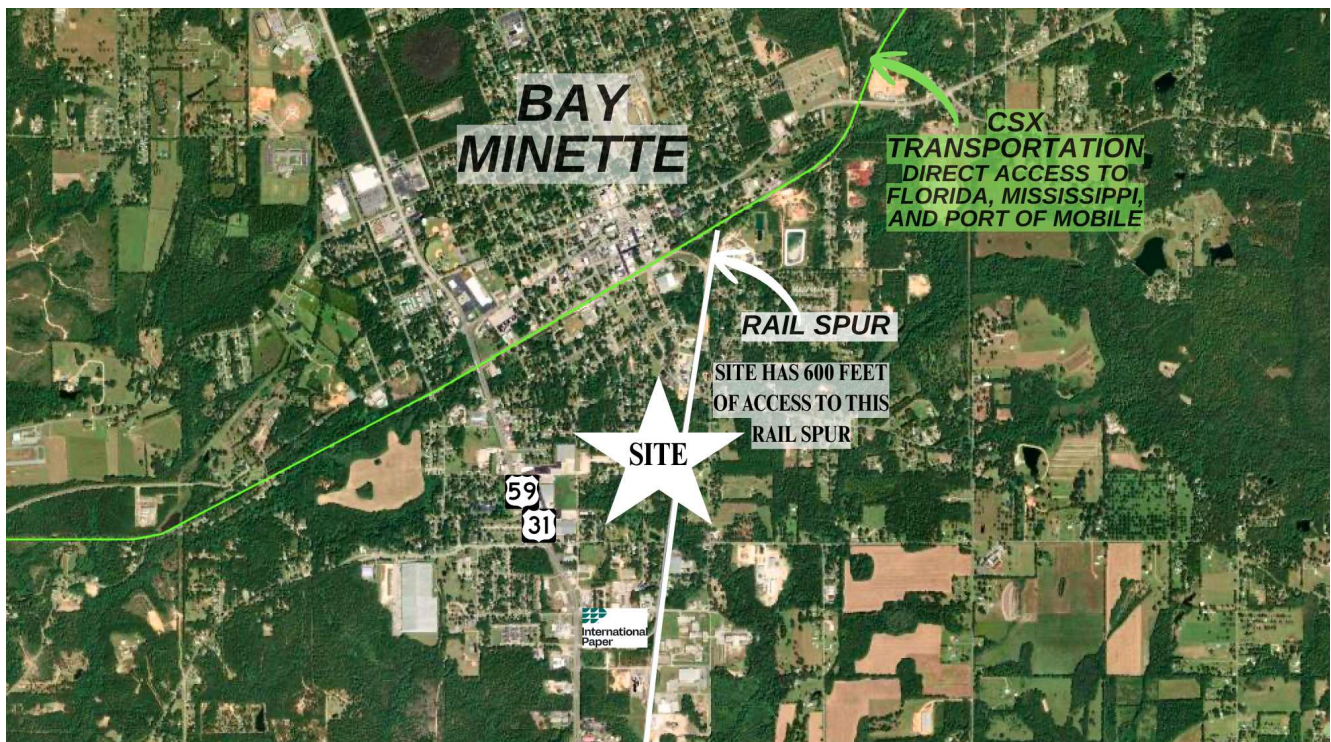 BAY
MINETTE
CSX
TRANSPORTATION
DIRECT ACCESS TO
FLORIDA, MISSISSIPPI,
AND PORT OF MOBILE
RAIL SPUR
SITE HAS 600 FEET
OF ACCESS TO THIS
RAIL SPUR
SITE
59
31
International
Paper